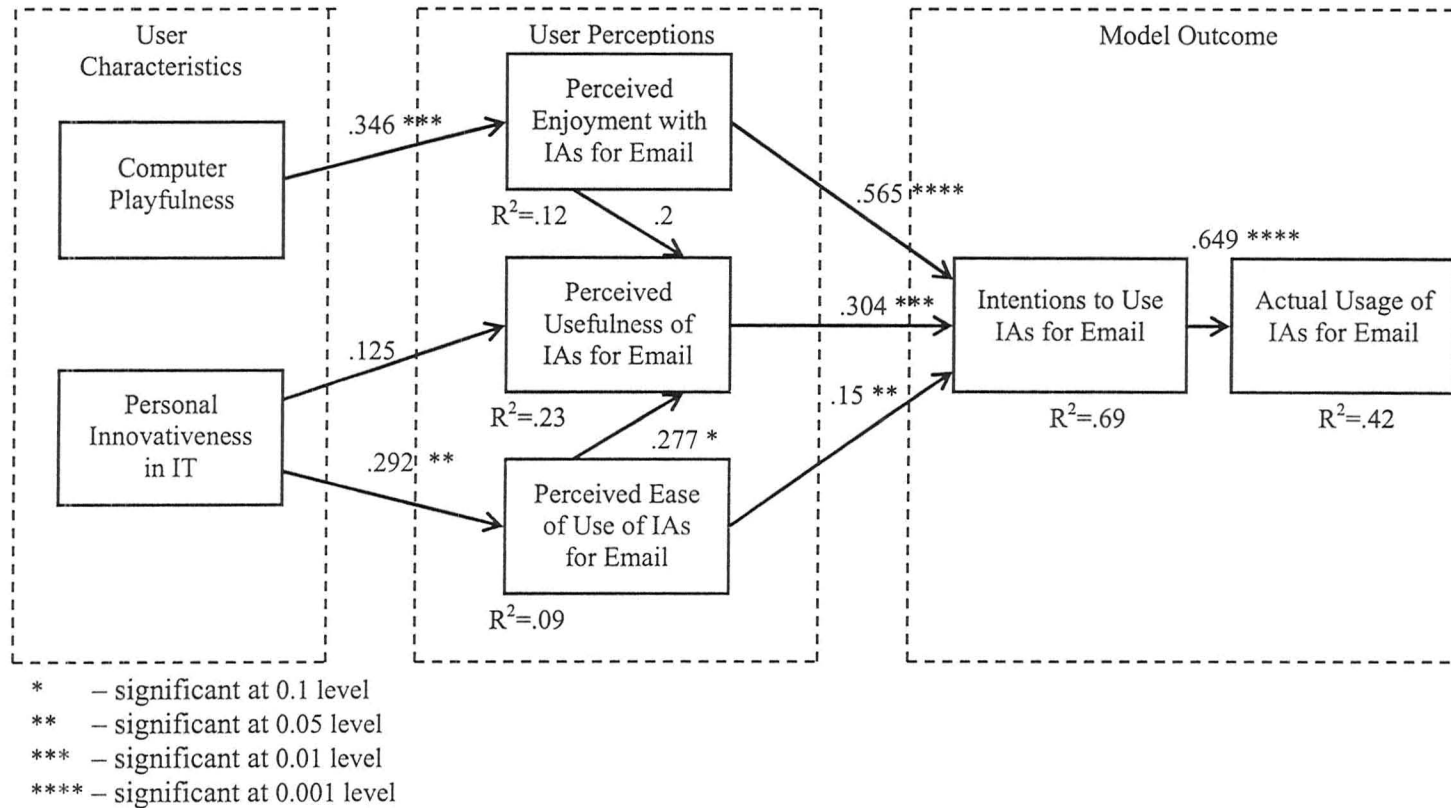 User
Characteristics
User Perceptions
Model Outcome
Computer
Playfulness
Personal
Innovativeness
in IT
.346 ***
.125
.292 **
Perceived
Enjoyment with
IAs for Email
R²=.12
.2
Perceived
Usefulness of
IAs for Email
R²=.23
.277 *
Perceived Ease
of Use of IAs
for Email
R²=.09
.565 ****
.304 ***
.15 **
Intentions to Use
IAs for Email
R²=.69
.649 ****
Actual Usage of
IAs for Email
R²=.42
* – significant at 0.1 level
** – significant at 0.05 level
*** – significant at 0.01 level
**** – significant at 0.001 level